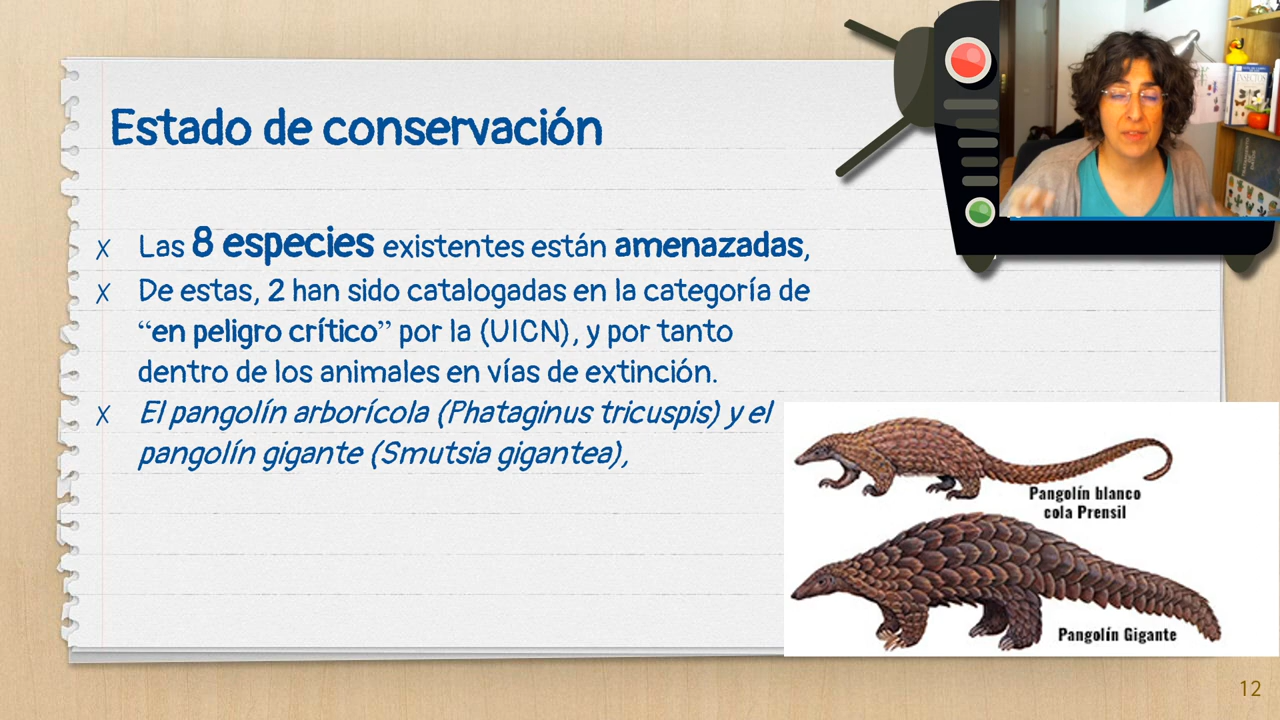 Estado de conservación
x Las 8 especies existentes están amenazadas,
x De estas, 2 han sido catalogadas en la categoría de
“en peligro crítico” por la (UICN), y por tanto
dentro de los animales en vías de extinción.
x El pangolín arborícola (Phataginus tricuspis) y el
pangolín gigante (Smutsia gigantea),
Pangolín blanco
cola Prensil
Pangolín Gigante
12